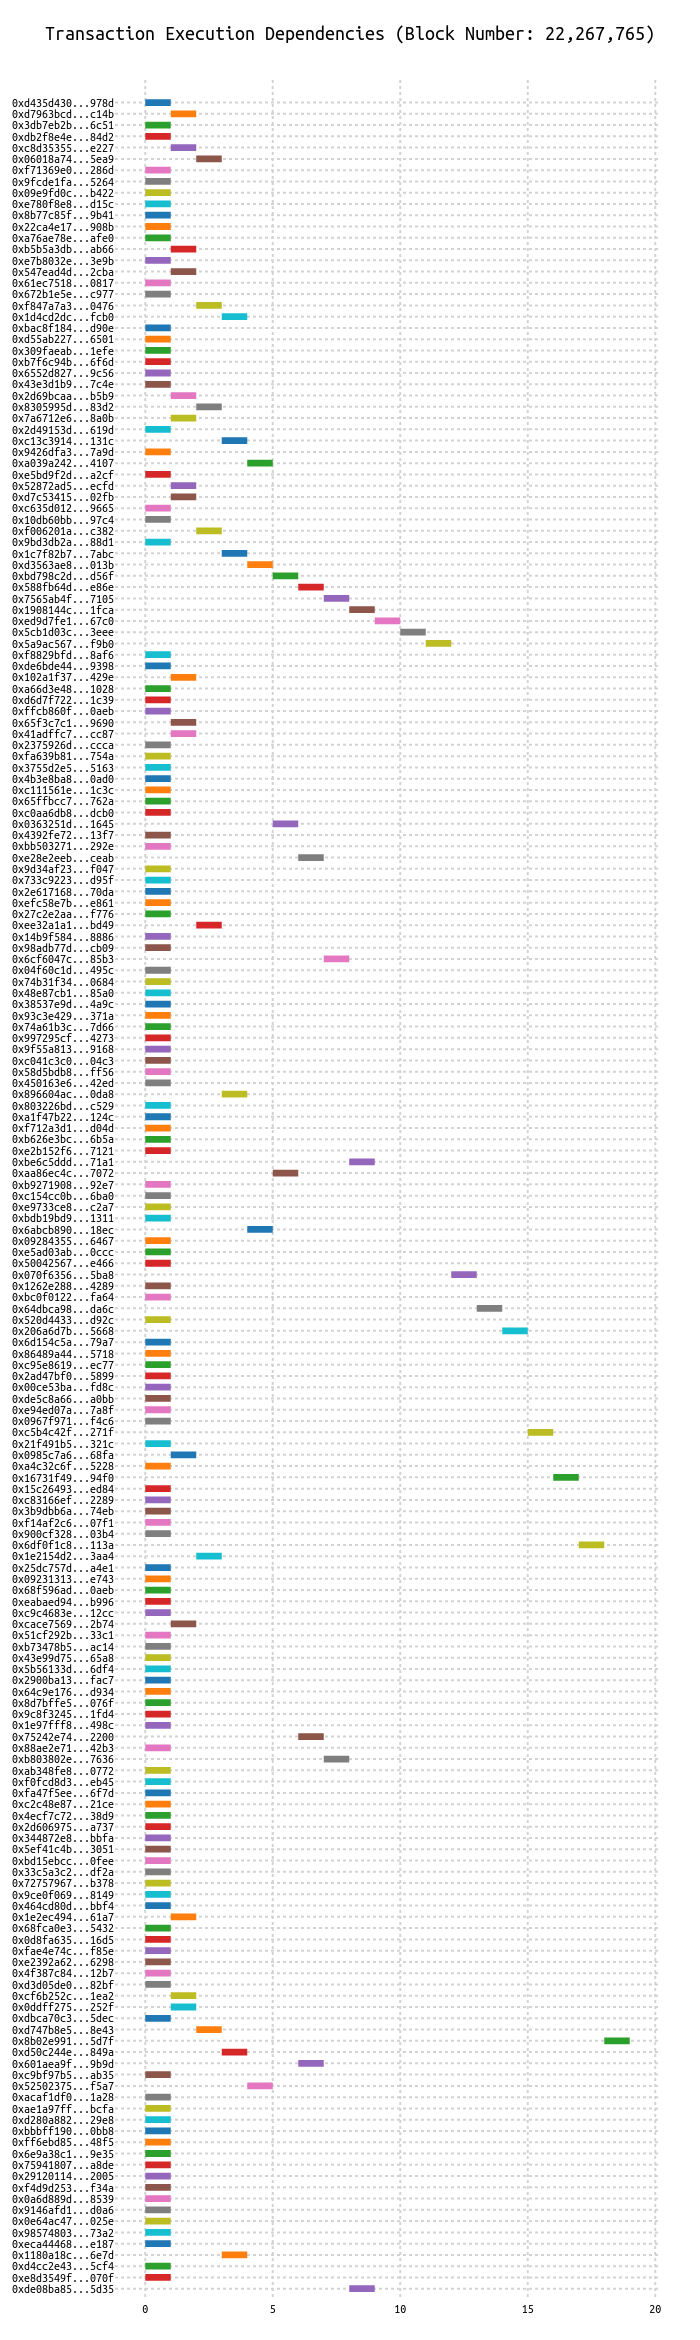 Transaction Execution Dependencies (Block Number: 22,267,765)
0xd435d430...978d
0xd7963bcd...c14b
0x3db7eb2b...6c51
0xdb2f8e4e...84d2
0xc8d35355...e227
0x06018a74...5ea9
0xf71369e0...286d
0x9fcde1fa...5264
0x09e9fd0c...b422
0xe780f8e8...d15c
0x8b77c85f...9b41
0x22ca4e17...908b
0xa76ae78e...afe0
0xb5b5a3db...ab66
0xe7b8032e...3e9b
0x547ead4d...2cba
0x61ec7518...0817
0x672b1e5e...c977
0xf847a7a3...0476
0x1d4cd2dc...fcb0
0xbac8f184...d90e
0xd55ab227...6501
0x309faeab...1efe
0xb7f6c94b...6f6d
0x6552d827...9c56
0x43e3d1b9...7c4e
0x2d69bcaa...b5b9
0x8305995d...83d2
0x7a6712e6...8a0b
0x2d49153d...619d
0xc13c3914...131c
0x9426dfa3...7a9d
0xa039a242...4107
0xe5bd9f2d...a2cf
0x52872ad5...ecfd
0xd7c53415...02fb
0xc635d012...9665
0x10db60bb...97c4
0xf006201a...c382
0x9bd3db2a...88d1
0x1c7f82b7...7abc
0xd3563ae8...013b
0xbd798c2d...d56f
0x588fb64d...e86e
0x7565ab4f...7105
0x1908144c...1fca
0xed9d7fe1...67c0
0x5cb1d03c...3eee
0x5a9ac567...f9b0
0xf8829bfd...8af6
0xde6bde44...9398
0x102a1f37...429e
0xa66d3e48...1028
0xd6d7f722...1c39
0xffcb860f...0aeb
0x65f3c7c1...9690
0x41adffc7...cc87
0x2375926d...ccca
0xfa639b81...754a
0x3755d2e5...5163
0x4b3e8ba8...0ad0
0xc111561e...1c3c
0x65ffbcc7...762a
0xc0aa6db8...dcb0
0x0363251d...1645
0x4392fe72...13f7
0xbb503271...292e
0xe28e2eeb...ceab
0x9d34af23...f047
0x733c9223...d95f
0x2e617168...70da
0xefc58e7b...e861
0x27c2e2aa...f776
0xee32a1a1...bd49
0x14b9f584...8886
0x98adb77d...cb09
0x6cf6047c...85b3
0x04f60c1d...495c
0x74b31f34...0684
0x48e87cb1...85a0
0x38537e9d...4a9c
0x93c3e429...371a
0x74a61b3c...7d66
0x997295cf...4273
0x9f55a813...9168
0xc041c3c0...04c3
0x58d5bdb8...ff56
0x450163e6...42ed
0x896604ac...0da8
0x803226bd...c529
0xa1f47b22...124c
0xf712a3d1...d04d
0xb626e3bc...6b5a
0xe2b152f6...7121
0xbe6c5ddd...71a1
0xaa86ec4c...7072
0xb9271908...92e7
0xc154cc0b...6ba0
0xe9733ce8...c2a7
0xbdb19bd9...1311
0x6abcb890...18ec
0x09284355...6467
0xe5ad03ab...0ccc
0x50042567...e466
0x070f6356...5ba8
0x1262e288...4289
0xbc0f0122...fa64
0x64dbca98...da6c
0x520d4433...d92c
0x206a6d7b...5668
0x6d154c5a...79a7
0x86489a44...5718
0xc95e8619...ec77
0x2ad47bf0...5899
0x00ce53ba...fd8c
0xde5c8a66...a0bb
0xe94ed07a...7a8f
0x0967f971...f4c6
0xc5b4c42f...271f
0x21f491b5...321c
0x0985c7a6...68fa
0xa4c32c6f...5228
0x16731f49...94f0
0x15c26493...ed84
0xc83166ef...2289
0x3b9dbb6a...74eb
0xf14af2c6...07f1
0x900cf328...03b4
0x6df0f1c8...113a
0x1e2154d2...3aa4
0x25dc757d...a4e1
0x09231313...e743
0x68f596ad...0aeb
0xeabaed94...b996
0xc9c4683e...12cc
0xcace7569...2b74
0x51cf292b...33c1
0xb73478b5...ac14
0x43e99d75...65a8
0x5b56133d...6df4
0x2900ba13...fac7
0x64c9e176...d934
0x8d7bffe5...076f
0x9c8f3245...1fd4
0x1e97fff8...498c
0x75242e74...2200
0x88ae2e71...42b3
0xb803802e...7636
0xab348fe8...0772
0xf0fcd8d3...eb45
0xfa47f5ee...6f7d
0xc2c48e87...21ce
0x4ecf7c72...38d9
0x2d606975...a737
0x344872e8...bbfa
0x5ef41c4b...3051
0xbd15ebcc...0fee
0x33c5a3c2...df2a
0x72757967...b378
0x9ce0f069...8149
0x464cd80d...bbf4
0x1e2ec494...61a7
0x68fca0e3...5432
0x0d8fa635...16d5
0xfae4e74c...f85e
0xe2392a62...6298
0x4f387c84...12b7
0xd3d05de0...82bf
0xcf6b252c...1ea2
0x0ddff275...252f
0xdbca70c3...5dec
0xd747b8e5...8e43
0x8b02e991...5d7f
0xd50c244e...849a
0x601aea9f...9b9d
0xc9bf97b5...ab35
0x52502375...f5a7
0xacaf1df0...1a28
0xae1a97ff...bcfa
0xd280a882...29e8
0xbbbff190...0bb8
0xff6ebd85...48f5
0x6e9a38c1...9e35
0x75941807...a8de
0x29120114...2005
0xf4d9d253...f34a
0x0a6d889d...8539
0x9146afd1...d0a6
0x0e64ac47...025e
0x98574803...73a2
0xeca44468...e187
0x1180a18c...6e7d
0xd4cc2e43...5cf4
0xe8d3549f...070f
0xde08ba85...5d35
0 5 10 15 20